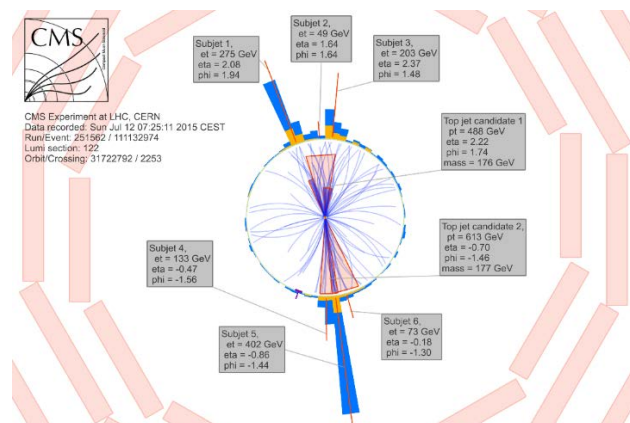 CMS
CMS Experiment at LHC, CERN
Data recorded: Sun Jul 12 07:25:11 2015 CEST
Run/Event: 251562 / 111132974
Lumi section: 122
Orbit/Crossing: 31722792 / 2253
Subjet 1,
et = 275 GeV
eta = 2.08
phi = 1.94
Subjet 2,
et = 49 GeV
eta = 1.64
phi = 1.64
Subjet 3,
et = 203 GeV
eta = 2.37
phi = 1.48
Top jet candidate 1
pt = 488 GeV
eta = 2.22
phi = 1.74
mass = 176 GeV
Top jet candidate 2,
pt = 613 GeV
eta = -0.70
phi = -1.46
mass = 177 GeV
Subjet 4,
et = 133 GeV
eta = -0.47
phi = -1.56
Subjet 5,
et = 402 GeV
eta = -0.86
phi = -1.44
Subjet 6,
et = 73 GeV
eta = -0.18
phi = -1.30